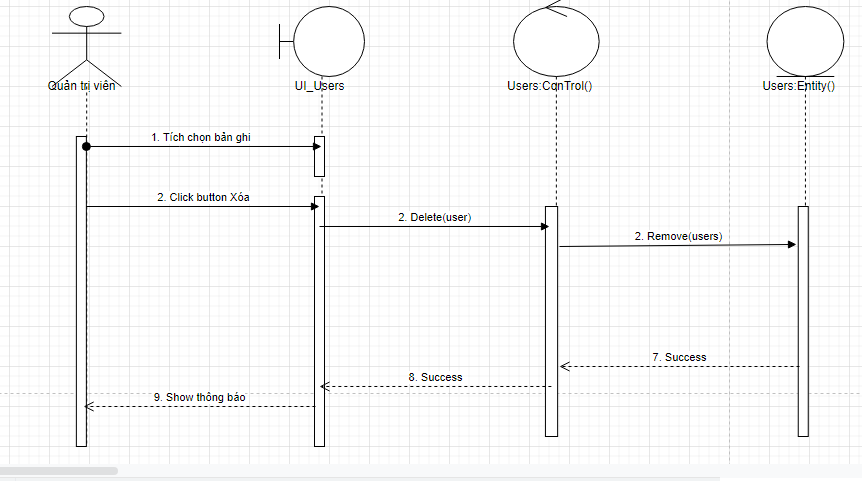 Quản trị viên
UI_Users
Users:ConTrol()
Users:Entity()
1. Tích chọn bản ghi
2. Click button Xóa
2. Delete(user)
2. Remove(users)
7. Success
8. Success
9. Show thông báo